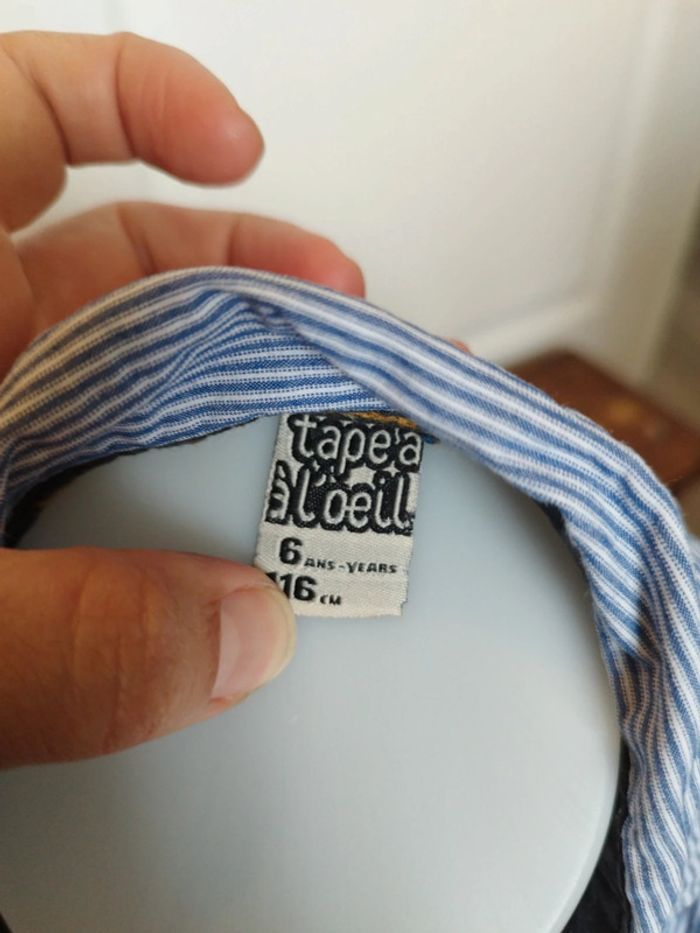 tape à
l'oeil
6 ANS-YEARS
116 CM